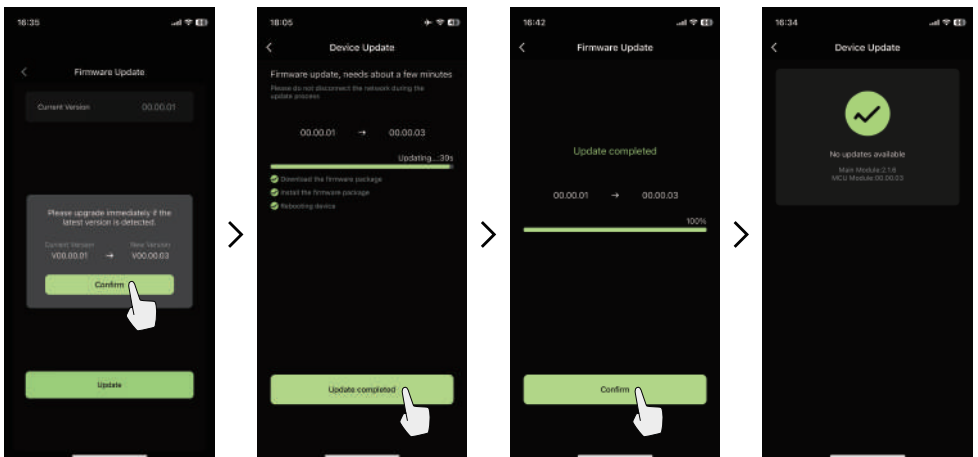 16:35
Firmware Update
Current Version 00.00.01
Please upgrade immediately if the
latest version is detected.
Current Version New Version
V00.00.01 → V00.00.03
Confirm
Update
18:05
Device Update
Firmware update, needs about a few minutes
Please do not disconnect the network during the
update process
00.00.01 → 00.00.03
Updating...:39s
Download the firmware package
Install the firmware package
Rebooting device
Update completed
16:42
Firmware Update
Update completed
00.00.01 → 00.00.03
100%
Confirm
16:34
Device Update
No updates available
Main Module:2.1.6
MCU Module:00.00.03